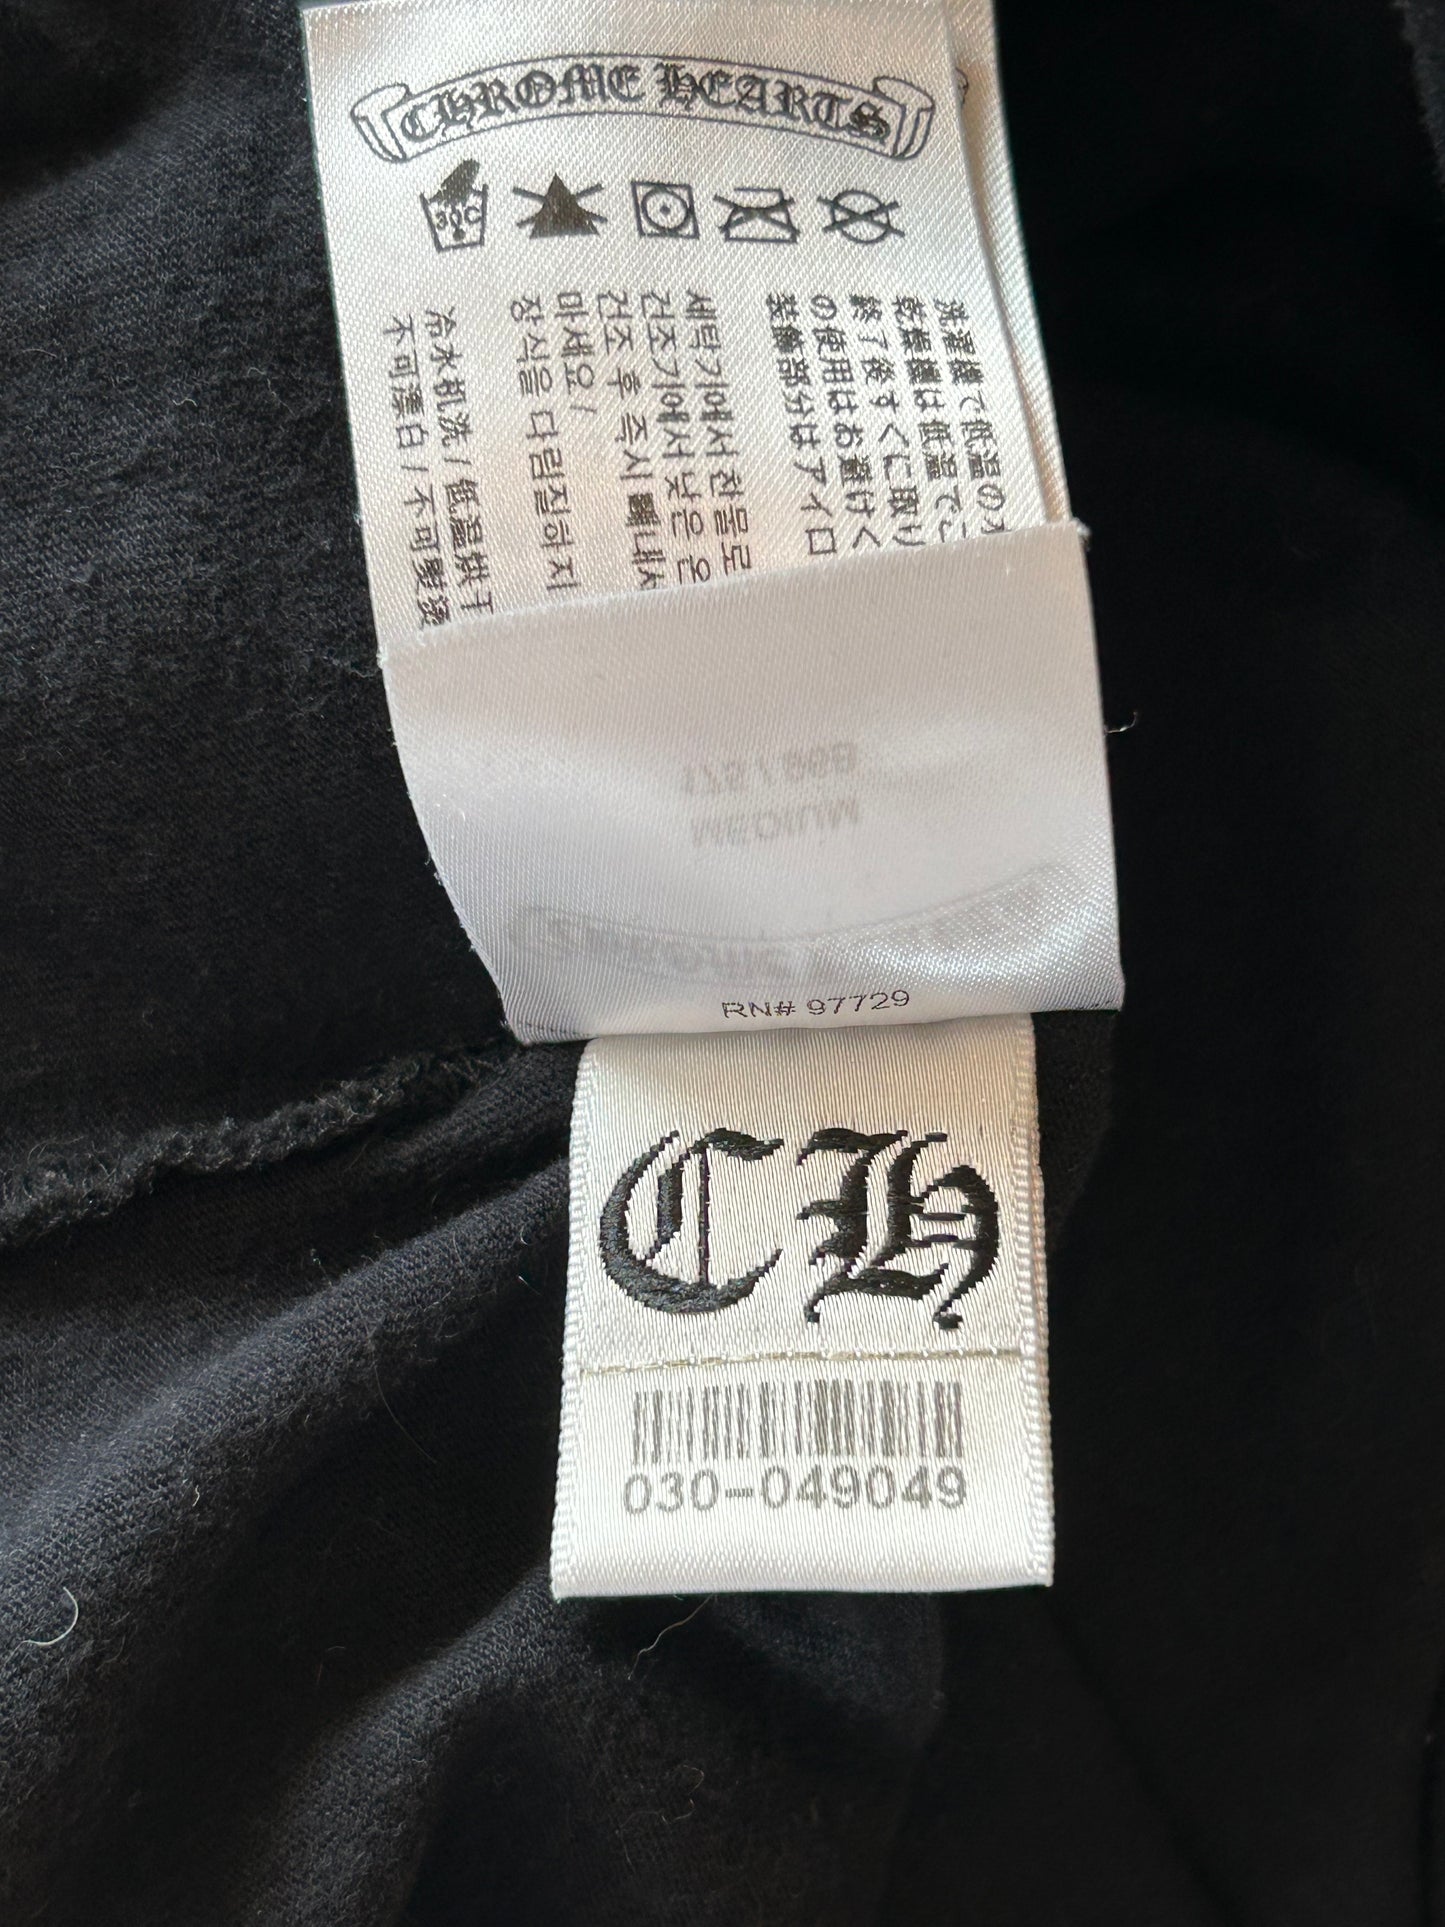 CHROME HEARTS
30C
洗濯機で低温の
乾燥機は低温で
終了後すぐに取り
の使用はお避けく
装飾部分はアイロ
세탁기에서 찬물로
건조기에서 낮은 온
건조 후 즉시 빼내
마세요 /
장식을 다림질하지
冷水机洗 / 低温烘干
不可漂白 / 不可熨烫
175 / 96B
MEDIUM
RN# 97729
CH
030-049049